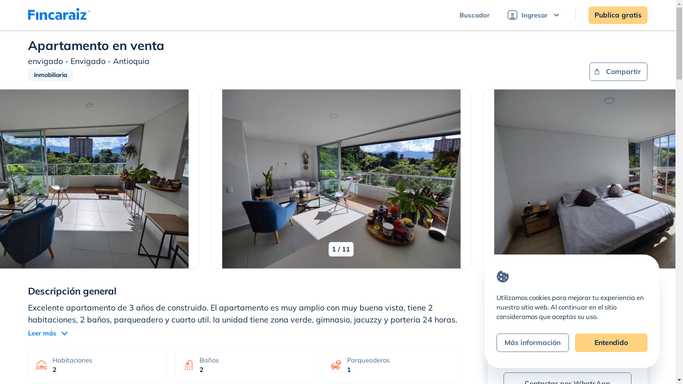 Fincaraiz
Buscador
Ingresar
Publica gratis
Apartamento en venta
envigado - Envigado - Antioquia
Inmobiliaria
Compartir
1 / 11
Descripción general
Excelente apartamento de 3 años de construido. El apartamento es muy amplio con muy buena vista, tiene 2
habitaciones, 2 baños, parqueadero y cuarto util. la unidad tiene zona verde, gimnasio, jacuzzy y porteria 24 horas.
Leer más
Habitaciones
2
Baños
2
Parqueaderos
1
Utilizamos cookies para mejorar tu experiencia en
nuestro sitio web. Al continuar en el sitio
consideramos que aceptas su uso.
Más información
Entendido
Contactar por WhatsApp